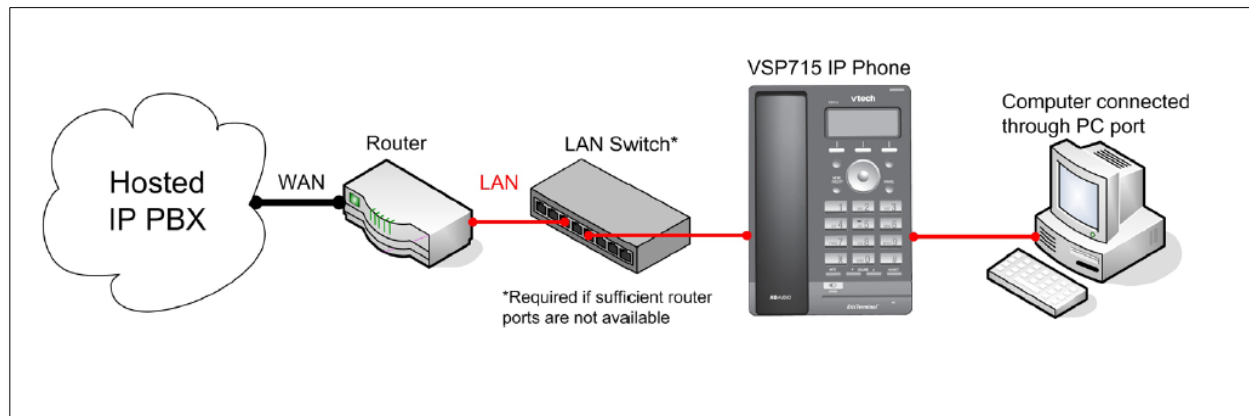 VSP715 IP Phone
Computer connected
through PC port
Router
LAN Switch*
Hosted
IP PBX
WAN
LAN
vtech
*Required if sufficient router
ports are not available